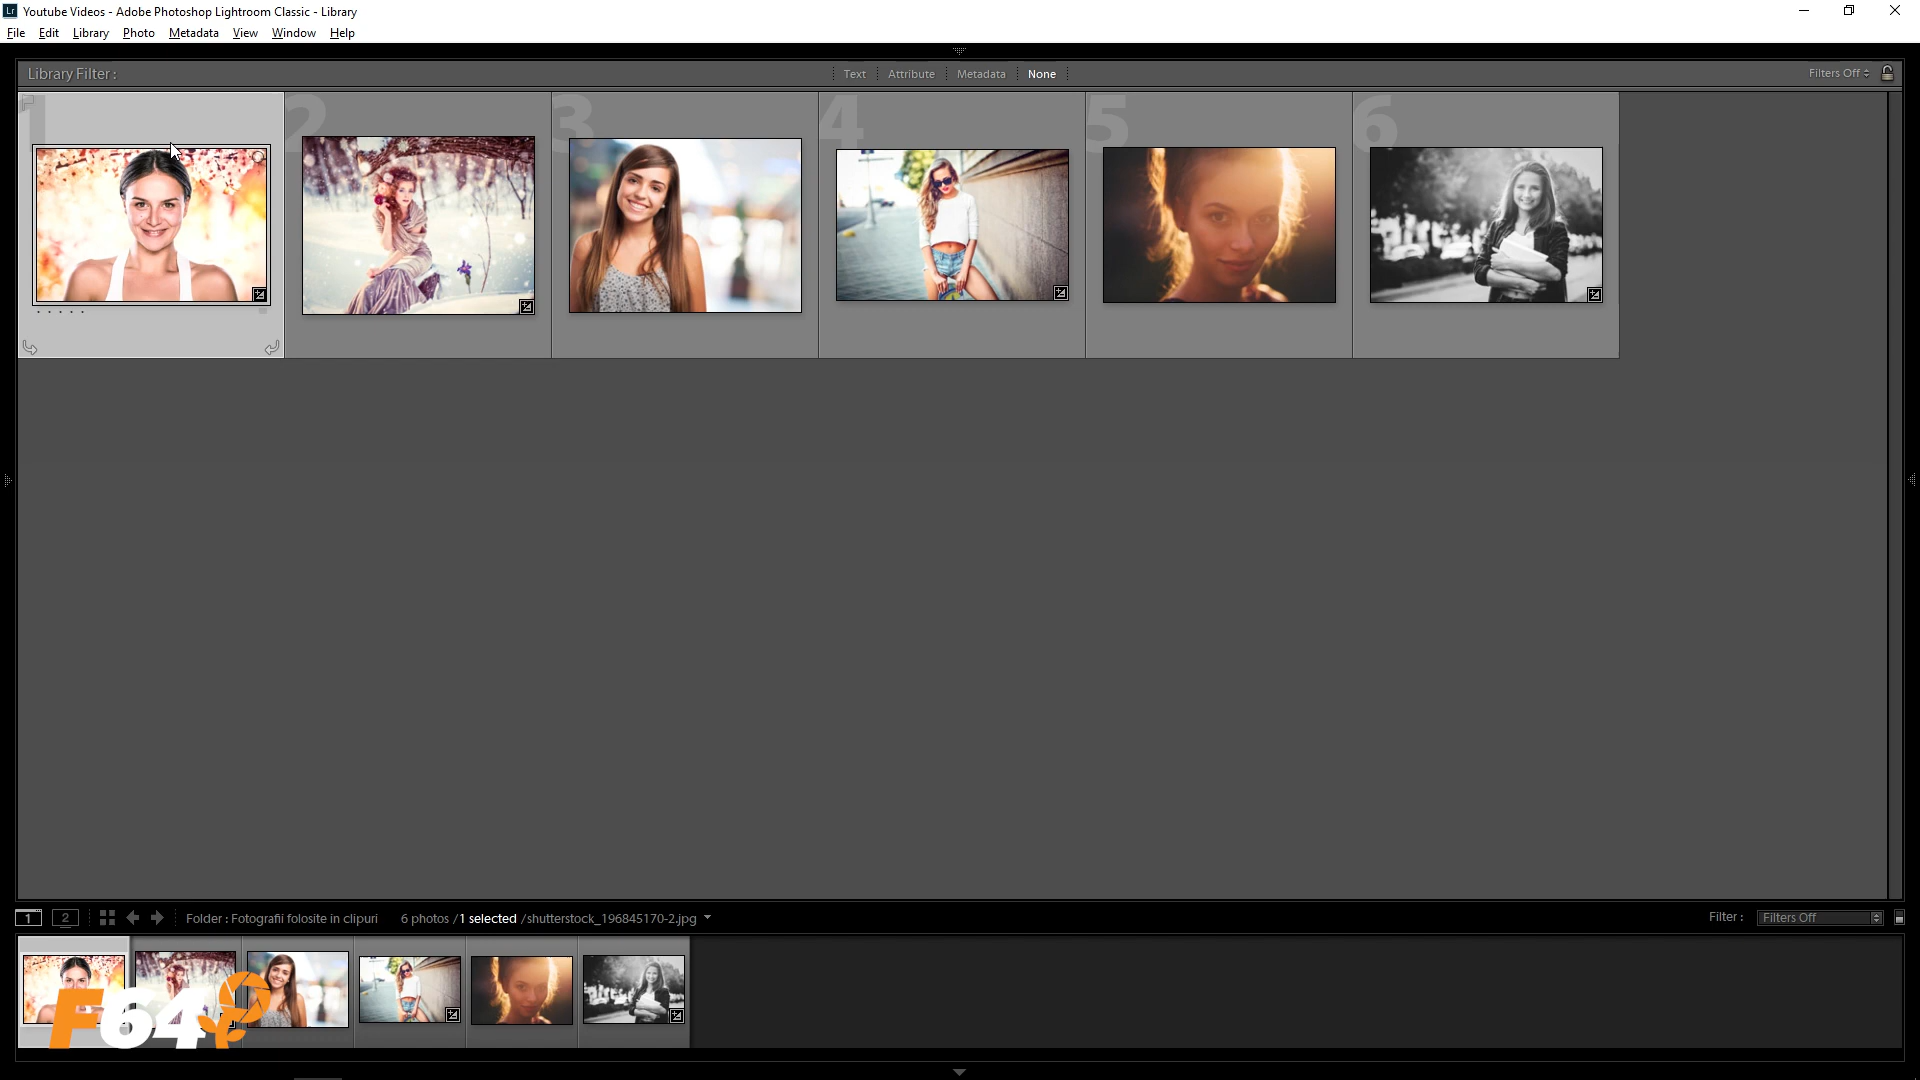 Lr Youtube Videos - Adobe Photoshop Lightroom Classic - Library
File Edit Library Photo Metadata View Window Help
Library Filter : Text Attribute Metadata None Filters Off
1 2 3 4 5 6
1 2 Folder : Fotografii folosite in clipuri 6 photos /1 selected /shutterstock_196845170-2.jpg Filter : Filters Off
F64